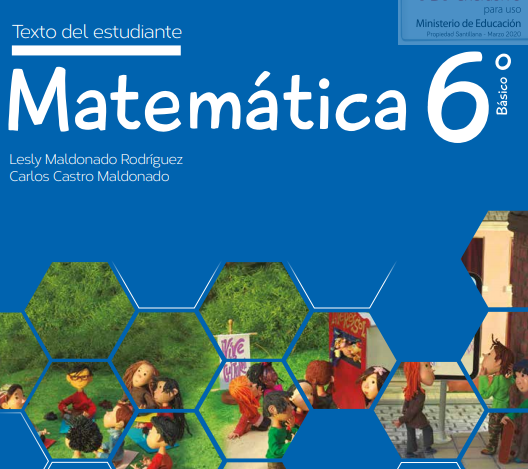 para uso
Ministerio de Educación
Propiedad Santillana - Marzo 2020
Texto del estudiante
Matemática 6°
Básico
Lesly Maldonado Rodríguez
Carlos Castro Maldonado
VIVE